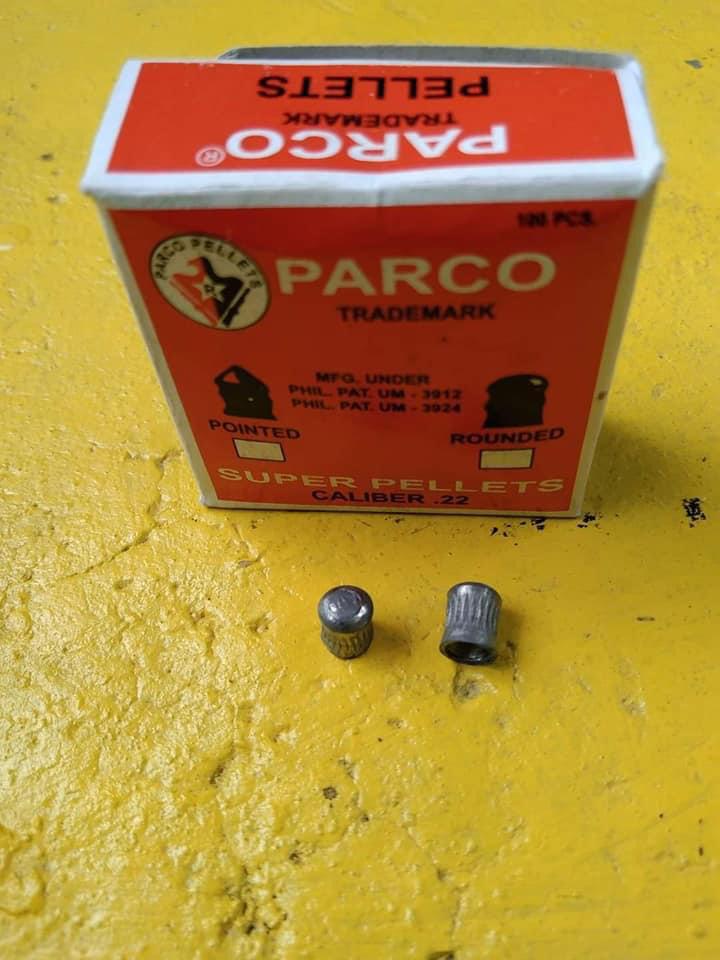 PELLETS
TRADEMARK
PARCO®
100 PCS.
PARCO PELLETS
PARCO
TRADEMARK
MFG. UNDER
PHIL. PAT. UM - 3912
PHIL. PAT. UM - 3924
POINTED
ROUNDED
SUPER PELLETS
CALIBER .22